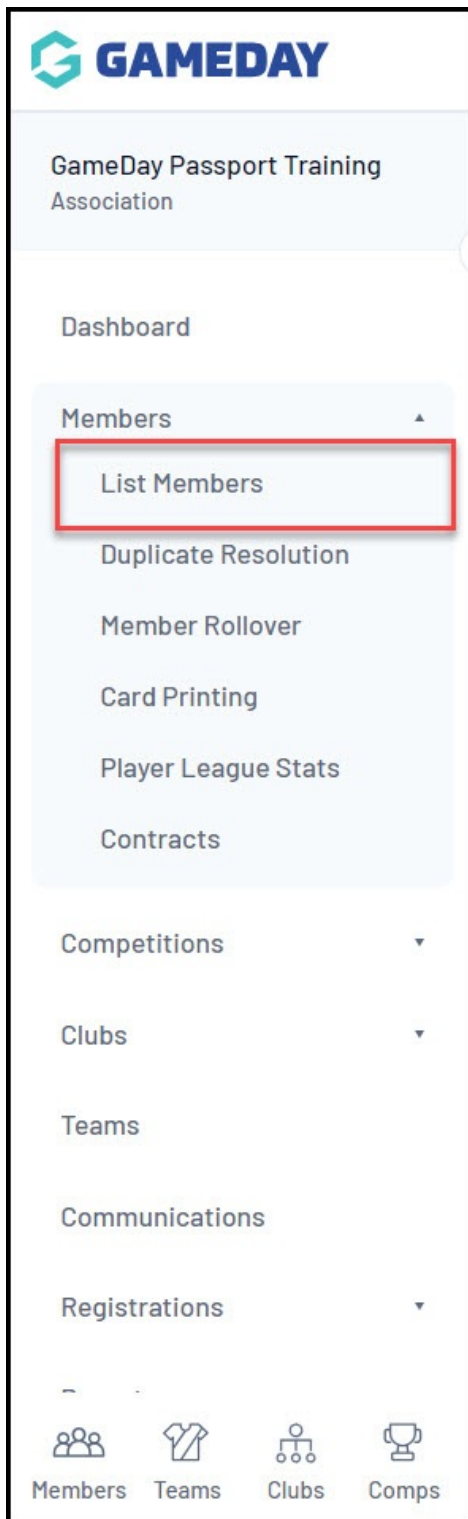 GAMEDAY
GameDay Passport Training
Association
Dashboard
Members
List Members
Duplicate Resolution
Member Rollover
Card Printing
Player League Stats
Contracts
Competitions
Clubs
Teams
Communications
Registrations
Members Teams Clubs Comps